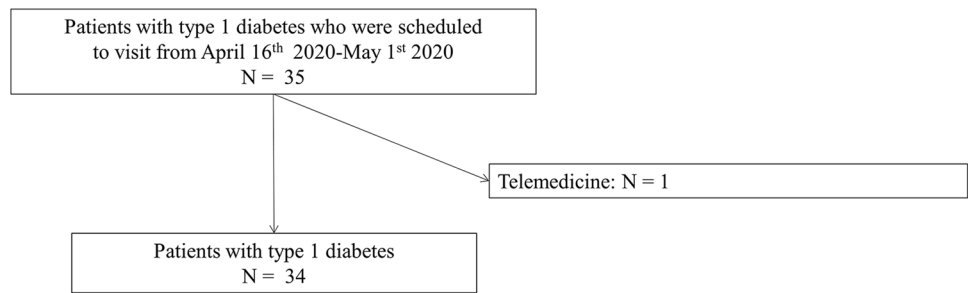 Patients with type 1 diabetes who were scheduled
to visit from April 16th 2020-May 1st 2020
N = 35
Telemedicine: N = 1
Patients with type 1 diabetes
N = 34